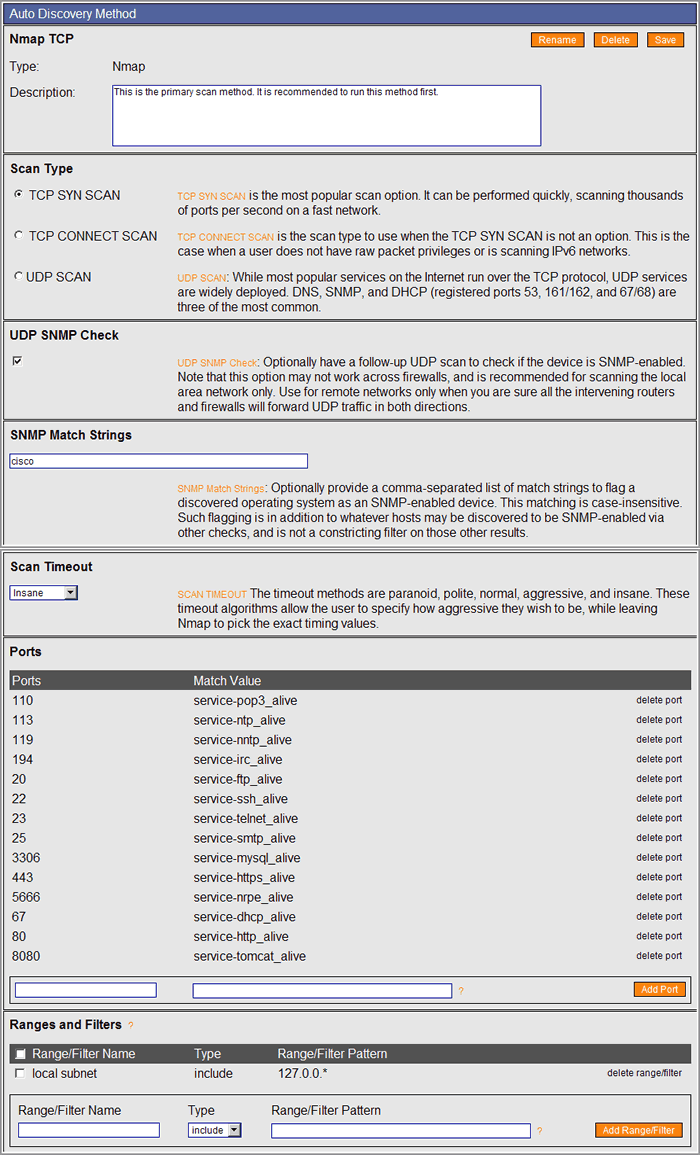 Auto Discovery Method
Nmap TCP
Rename Delete Save
Type: Nmap
Description: This is the primary scan method. It is recommended to run this method first.
Scan Type
TCP SYN SCAN
TCP SYN SCAN is the most popular scan option. It can be performed quickly, scanning thousands
of ports per second on a fast network.
TCP CONNECT SCAN
TCP CONNECT SCAN is the scan type to use when the TCP SYN SCAN is not an option. This is the
case when a user does not have raw packet privileges or is scanning IPv6 networks.
UDP SCAN
UDP SCAN: While most popular services on the Internet run over the TCP protocol, UDP services
are widely deployed. DNS, SNMP, and DHCP (registered ports 53, 161/162, and 67/68) are
three of the most common.
UDP SNMP Check
UDP SNMP Check: Optionally have a follow-up UDP scan to check if the device is SNMP-enabled.
Note that this option may not work across firewalls, and is recommended for scanning the local
area network only. Use for remote networks only when you are sure all the intervening routers
and firewalls will forward UDP traffic in both directions.
SNMP Match Strings
cisco
SNMP Match Strings: Optionally provide a comma-separated list of match strings to flag a
discovered operating system as an SNMP-enabled device. This matching is case-insensitive.
Such flagging is in addition to whatever hosts may be discovered to be SNMP-enabled via
other checks, and is not a constricting filter on those other results.
Scan Timeout
Insane
SCAN TIMEOUT The timeout methods are paranoid, polite, normal, aggressive, and insane. These
timeout algorithms allow the user to specify how aggressive they wish to be, while leaving
Nmap to pick the exact timing values.
Ports
Ports Match Value
110 service-pop3_alive delete port
113 service-ntp_alive delete port
119 service-nntp_alive delete port
194 service-irc_alive delete port
20 service-ftp_alive delete port
22 service-ssh_alive delete port
23 service-telnet_alive delete port
25 service-smtp_alive delete port
3306 service-mysql_alive delete port
443 service-https_alive delete port
5666 service-nrpe_alive delete port
67 service-dhcp_alive delete port
80 service-http_alive delete port
8080 service-tomcat_alive delete port
? Add Port
Ranges and Filters ?
Range/Filter Name Type Range/Filter Pattern
local subnet include 127.0.0.* delete range/filter
Range/Filter Name Type Range/Filter Pattern
include ? Add Range/Filter